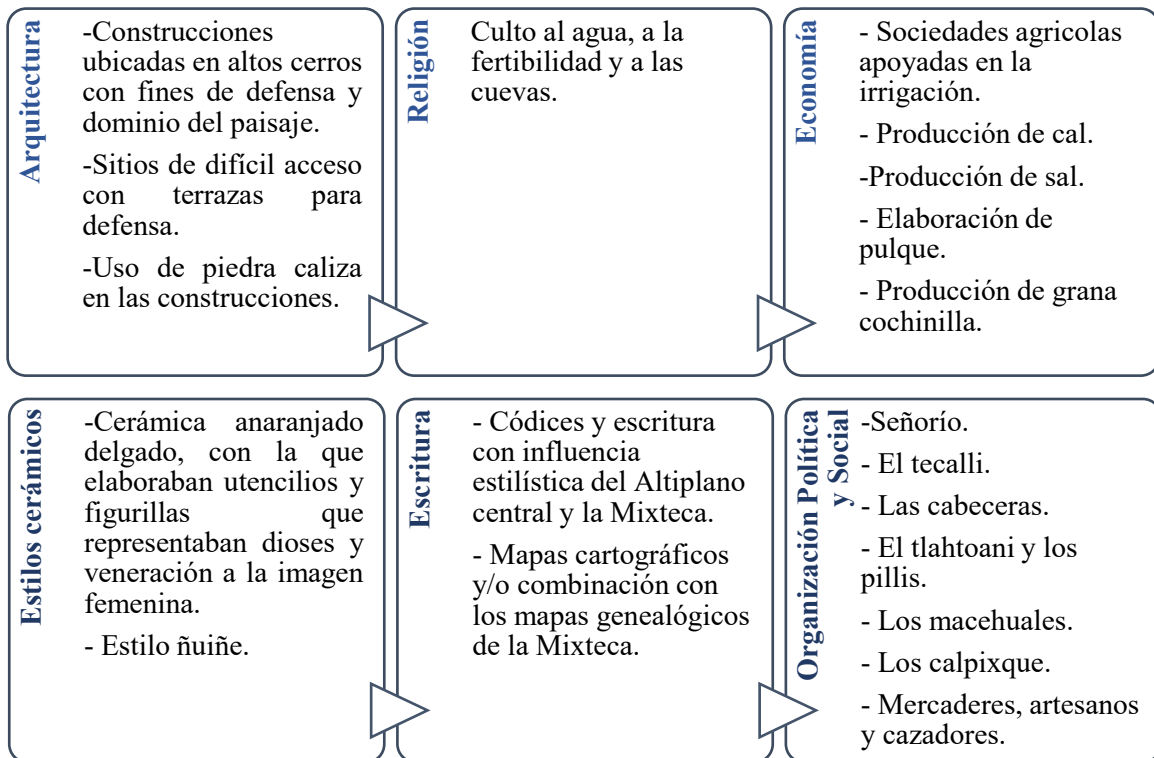 Arquitectura
-Construcciones
ubicadas en altos cerros
con fines de defensa y
dominio del paisaje.
-Sitios de difícil acceso
con terrazas para
defensa.
-Uso de piedra caliza
en las construcciones.
Religión
Culto al agua, a la
fertibilidad y a las
cuevas.
Economía
- Sociedades agricolas
apoyadas en la
irrigación.
- Producción de cal.
-Producción de sal.
- Elaboración de
pulque.
- Producción de grana
cochinilla.
Estilos cerámicos
-Cerámica anaranjado
delgado, con la que
elaboraban utencilios y
figurillas que
representaban dioses y
veneración a la imagen
femenina.
- Estilo ñuiñe.
Escritura
- Códices y escritura
con influencia
estilística del Altiplano
central y la Mixteca.
- Mapas cartográficos
y/o combinación con
los mapas genealógicos
de la Mixteca.
Organización Política
y Social
-Señorío.
- El tecalli.
- Las cabeceras.
- El tlahtoani y los
pillis.
- Los macehuales.
- Los calpixque.
- Mercaderes, artesanos
y cazadores.